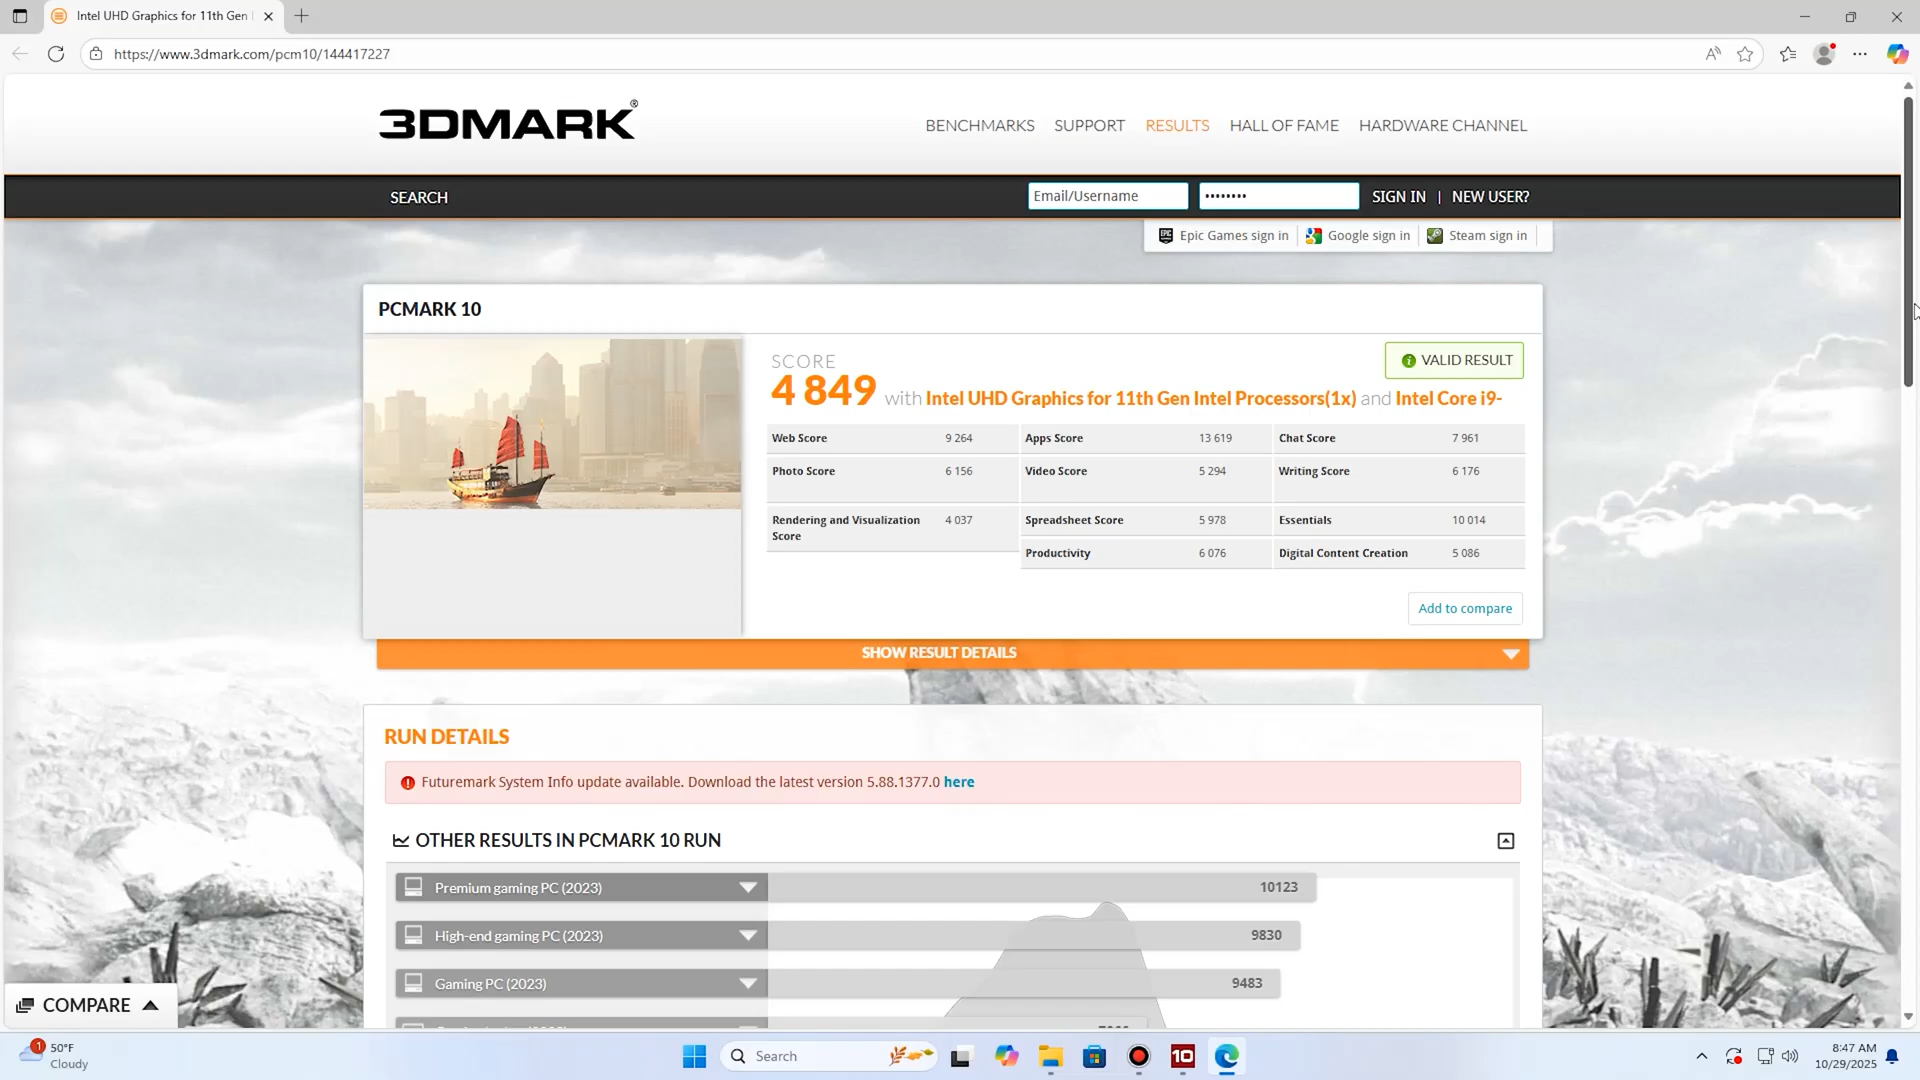 Intel UHD Graphics for 11th Gen
https://www.3dmark.com/pcm10/144417227
3DMARK®
BENCHMARKS
SUPPORT
RESULTS
HALL OF FAME
HARDWARE CHANNEL
SEARCH
Email/Username
••••••••
SIGN IN | NEW USER?
Epic Games sign in
Google sign in
Steam sign in
PCMARK 10
SCORE
VALID RESULT
4 849 with Intel UHD Graphics for 11th Gen Intel Processors(1x) and Intel Core i9-
Web Score 9 264
Apps Score 13 619
Chat Score 7 961
Photo Score 6 156
Video Score 5 294
Writing Score 6 176
Rendering and Visualization
Score
4 037
Spreadsheet Score 5 978
Essentials 10 014
Productivity 6 076
Digital Content Creation 5 086
Add to compare
SHOW RESULT DETAILS
RUN DETAILS
Futuremark System Info update available. Download the latest version 5.88.1377.0 here
OTHER RESULTS IN PCMARK 10 RUN
Premium gaming PC (2023) 10123
High-end gaming PC (2023) 9830
Gaming PC (2023) 9483
COMPARE
1
50°F
Cloudy
Search
10
8:47 AM
10/29/2025